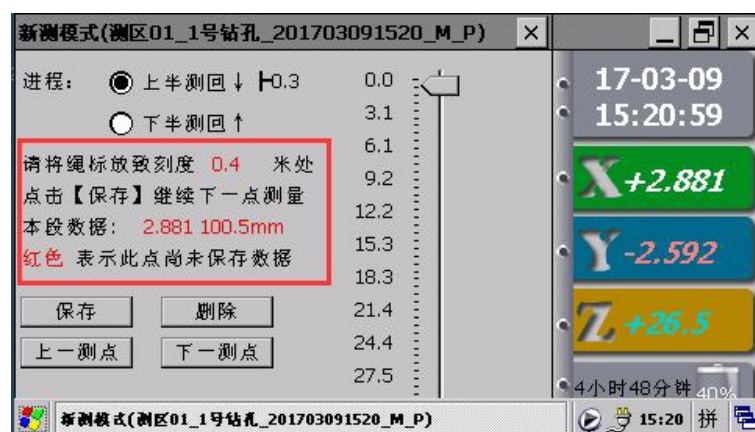 新测模式(测区01_1号钻孔_201703091520_M_P)
进程: 上半测回↓ 0.3
下半测回↑
请将绳标放致刻度 0.4 米处
点击【保存】继续下一点测量
本段数据: 2.881 100.5mm
红色 表示此点尚未保存数据
保存 删除
上一测点 下一测点
0.0
3.1
6.1
9.2
12.2
15.3
18.3
21.4
24.4
27.5
17-03-09
15:20:59
X+2.881
Y-2.592
Z+26.5
4小时48分钟 40%
新测模式(测区01_1号钻孔_201703091520_M_P)
15:20 拼